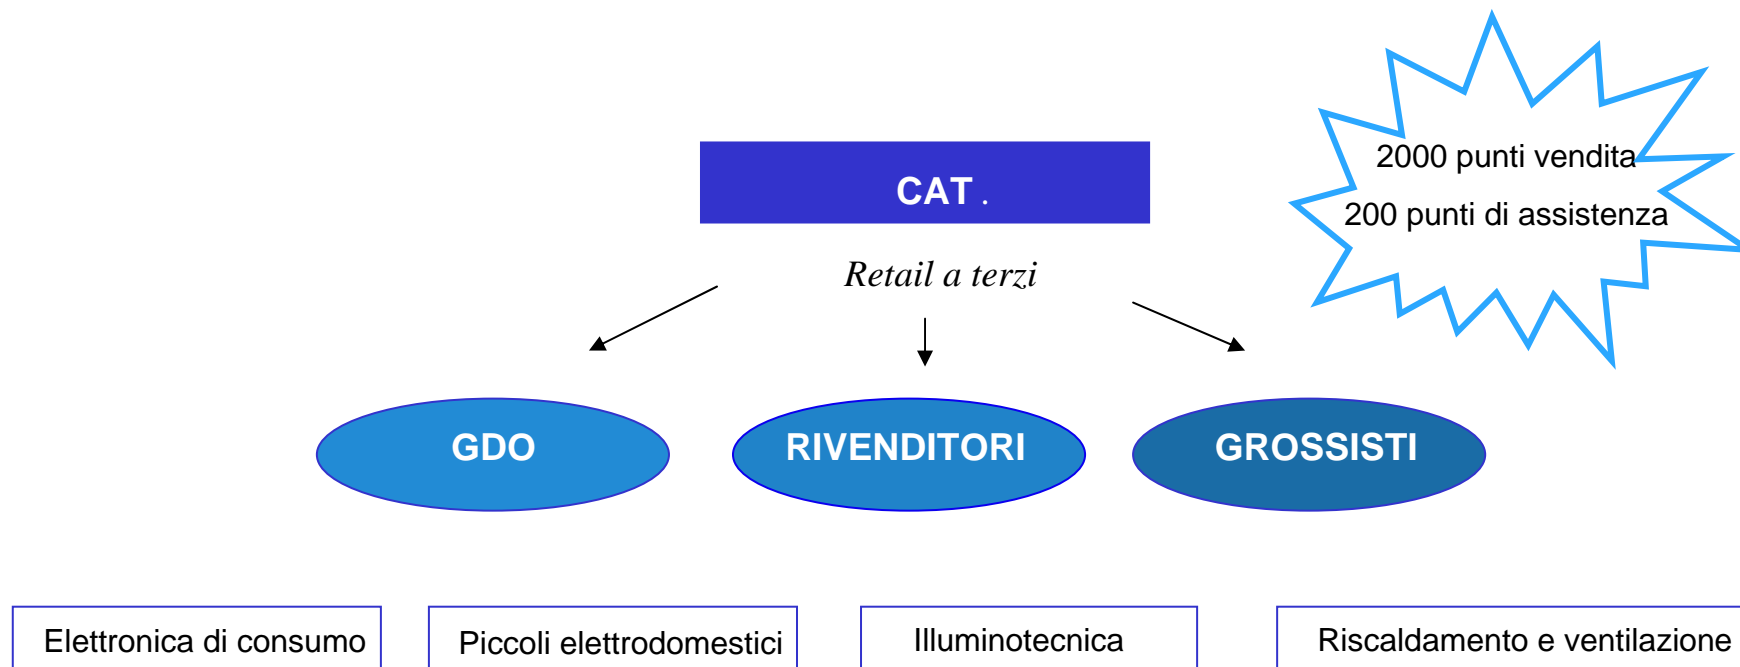 2000 punti vendita
200 punti di assistenza
CAT .
Retail a terzi
GDO
RIVENDITORI
GROSSISTI
Elettronica di consumo
Piccoli elettrodomestici
Illuminotecnica
Riscaldamento e ventilazione